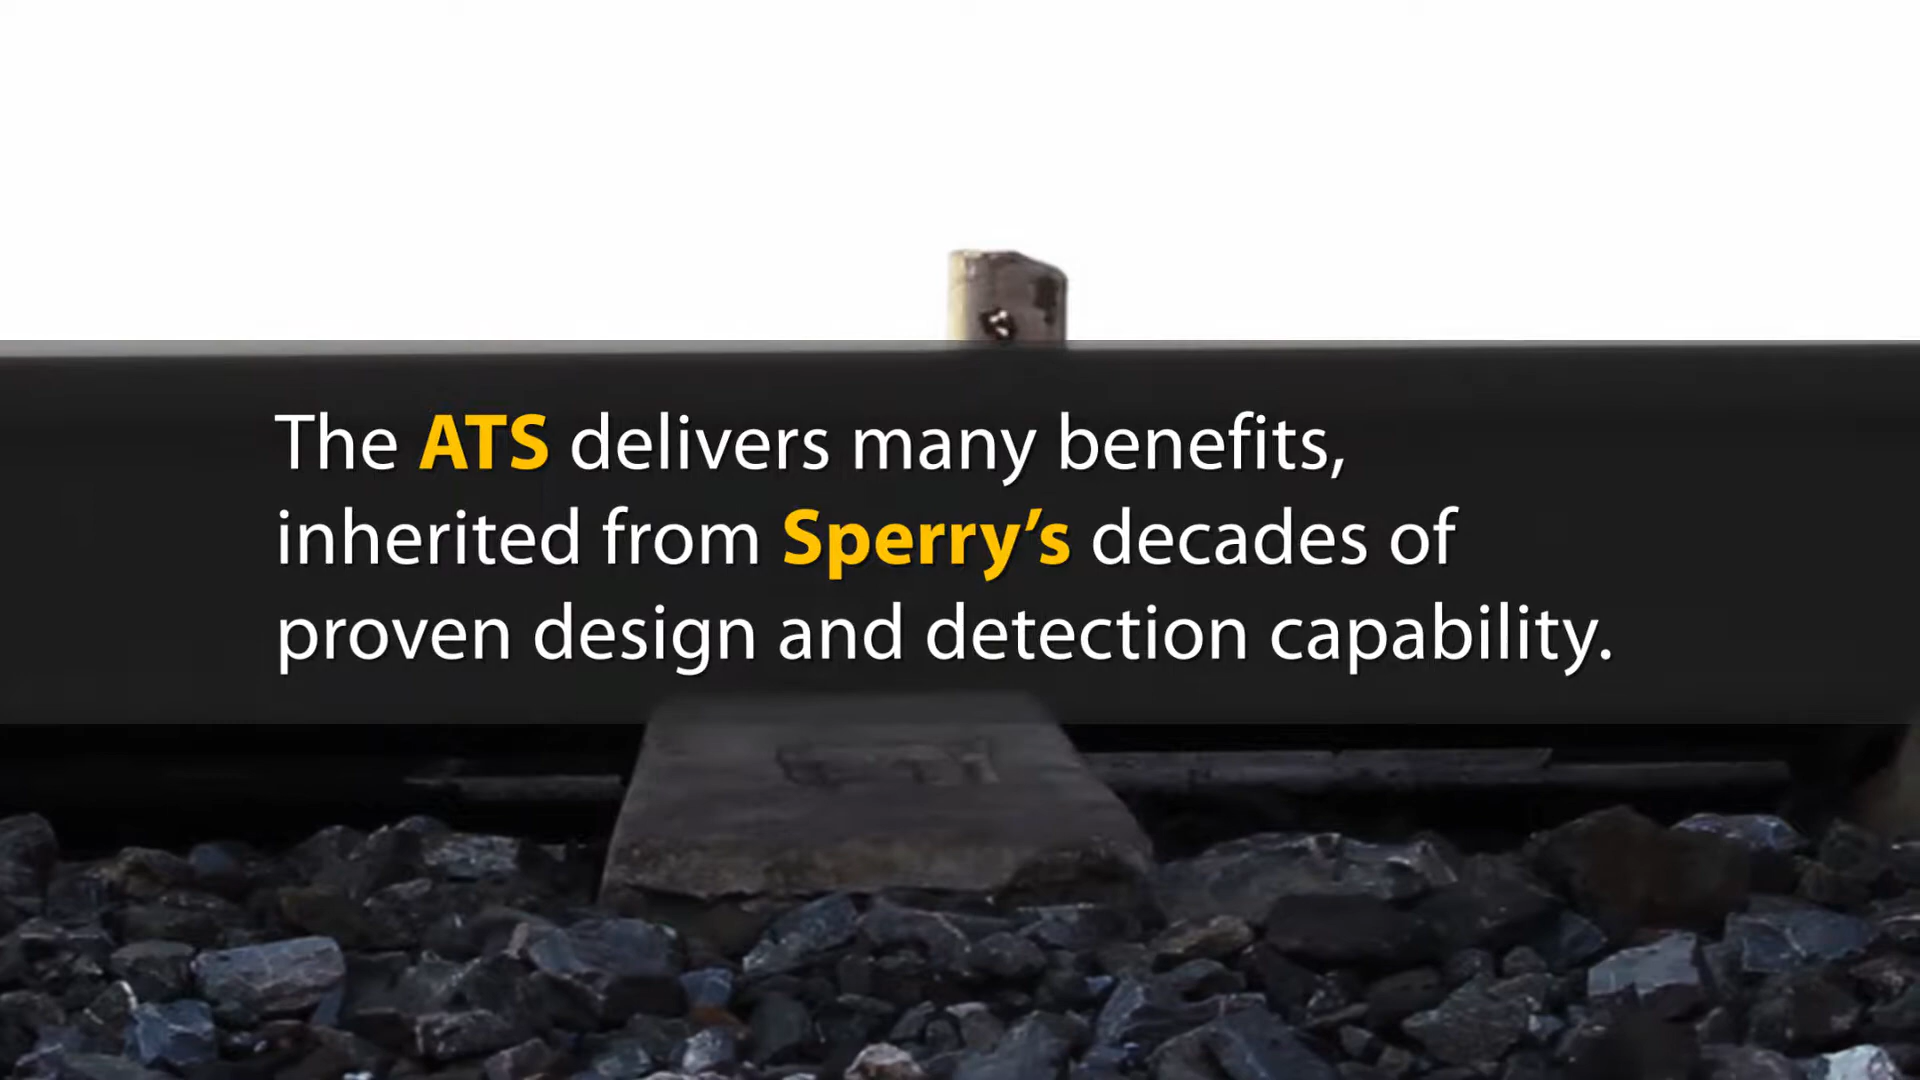 The ATS delivers many benefits,
inherited from Sperry’s decades of
proven design and detection capability.